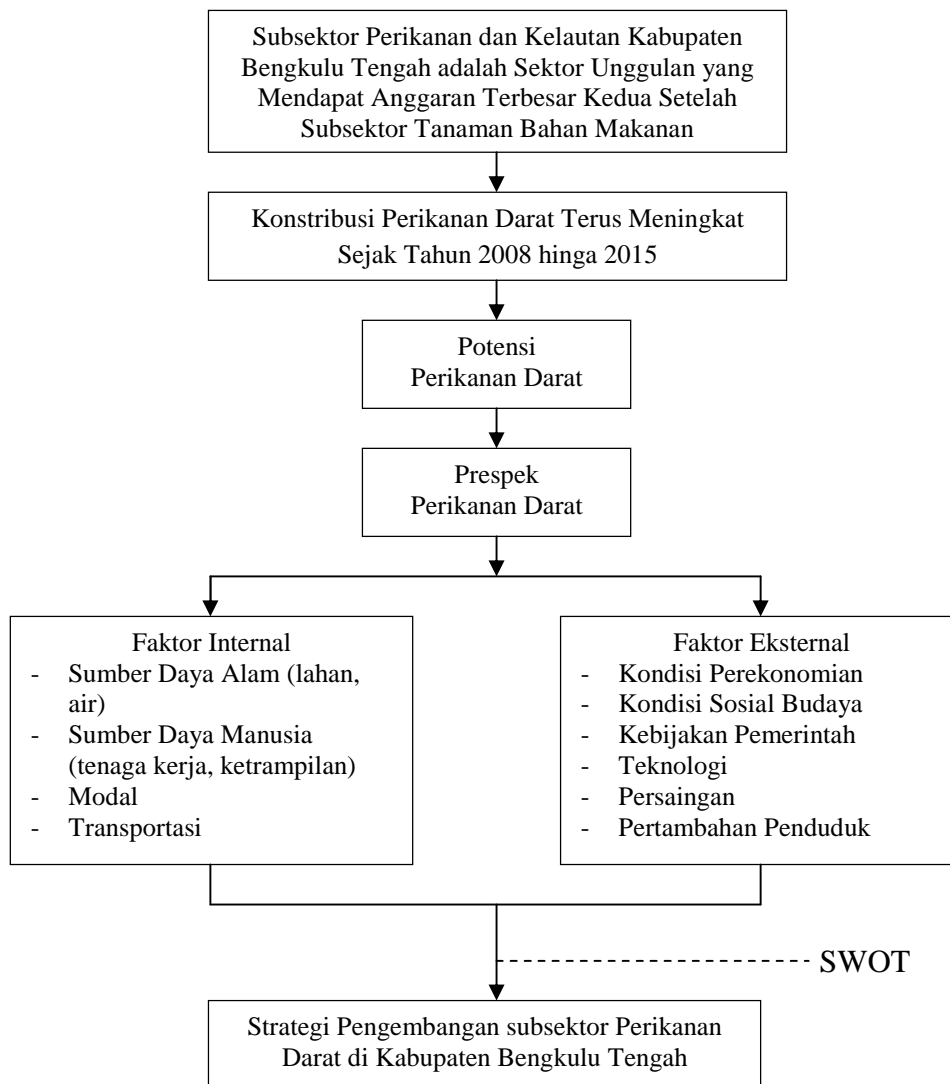 Subsektor Perikanan dan Kelautan Kabupaten
Bengkulu Tengah adalah Sektor Unggulan yang
Mendapat Anggaran Terbesar Kedua Setelah
Subsektor Tanaman Bahan Makanan
Konstribusi Perikanan Darat Terus Meningkat
Sejak Tahun 2008 hinga 2015
Potensi
Perikanan Darat
Prespek
Perikanan Darat
Faktor Internal
- Sumber Daya Alam (lahan,
air)
- Sumber Daya Manusia
(tenaga kerja, ketrampilan)
- Modal
- Transportasi
Faktor Eksternal
- Kondisi Perekonomian
- Kondisi Sosial Budaya
- Kebijakan Pemerintah
- Teknologi
- Persaingan
- Pertambahan Penduduk
SWOT
Strategi Pengembangan subsektor Perikanan
Darat di Kabupaten Bengkulu Tengah